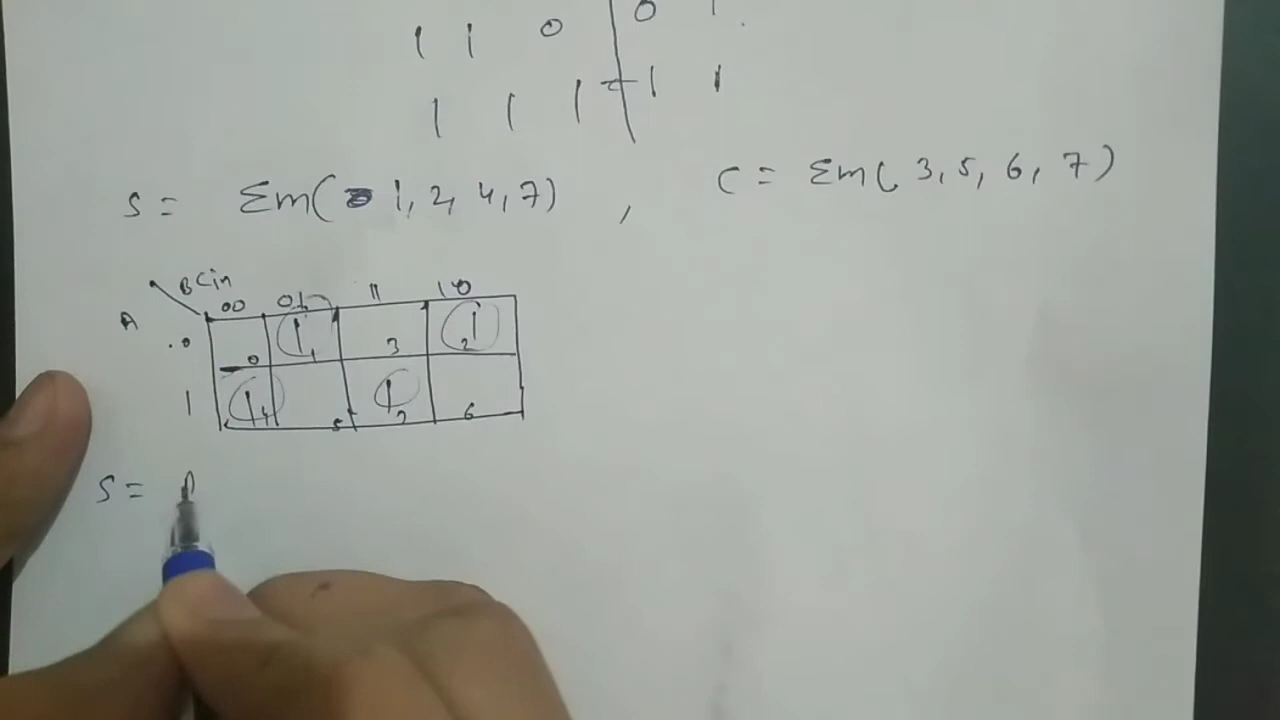 1 1 0 0 1
1 1 1 1 1
S = Σm( 1, 2, 4, 7) , C = Σm( 3, 5, 6, 7)
BCin
00 01 11 10
A
0 0 1 1 3 1 2
1 1 4 5 1 7 6
S = A